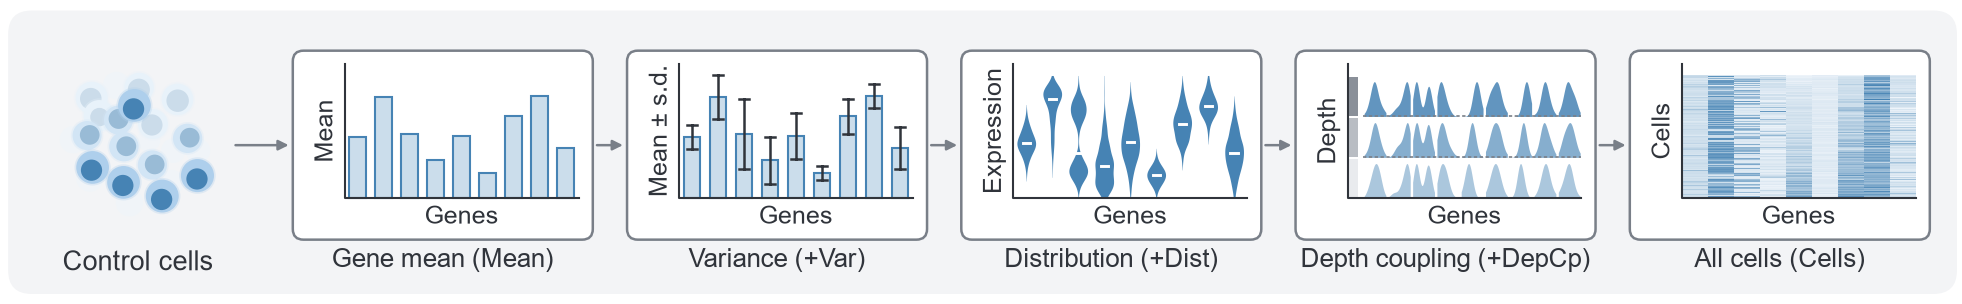 Control cells
Mean
Genes
Gene mean (Mean)
Mean ± s.d.
Genes
Variance (+Var)
Expression
Genes
Distribution (+Dist)
Depth
Genes
Depth coupling (+DepCp)
Cells
Genes
All cells (Cells)